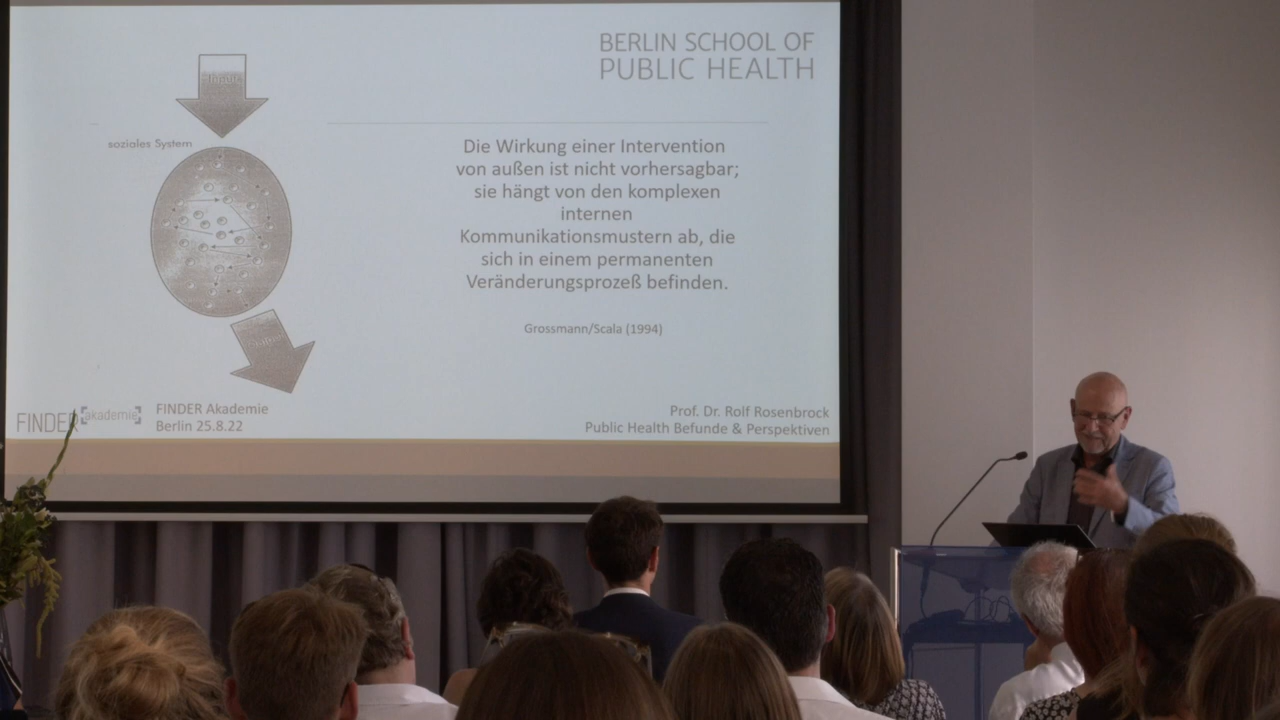 BERLIN SCHOOL OF
PUBLIC HEALTH
soziales System
Die Wirkung einer Intervention
von außen ist nicht vorhersagbar;
sie hängt von den komplexen
internen
Kommunikationsmustern ab, die
sich in einem permanenten
Veränderungsprozeß befinden.
Grossmann/Scala (1994)
FINDER akademie
FINDER Akademie
Berlin 25.8.22
Prof. Dr. Rolf Rosenbrock
Public Health Befunde & Perspektiven